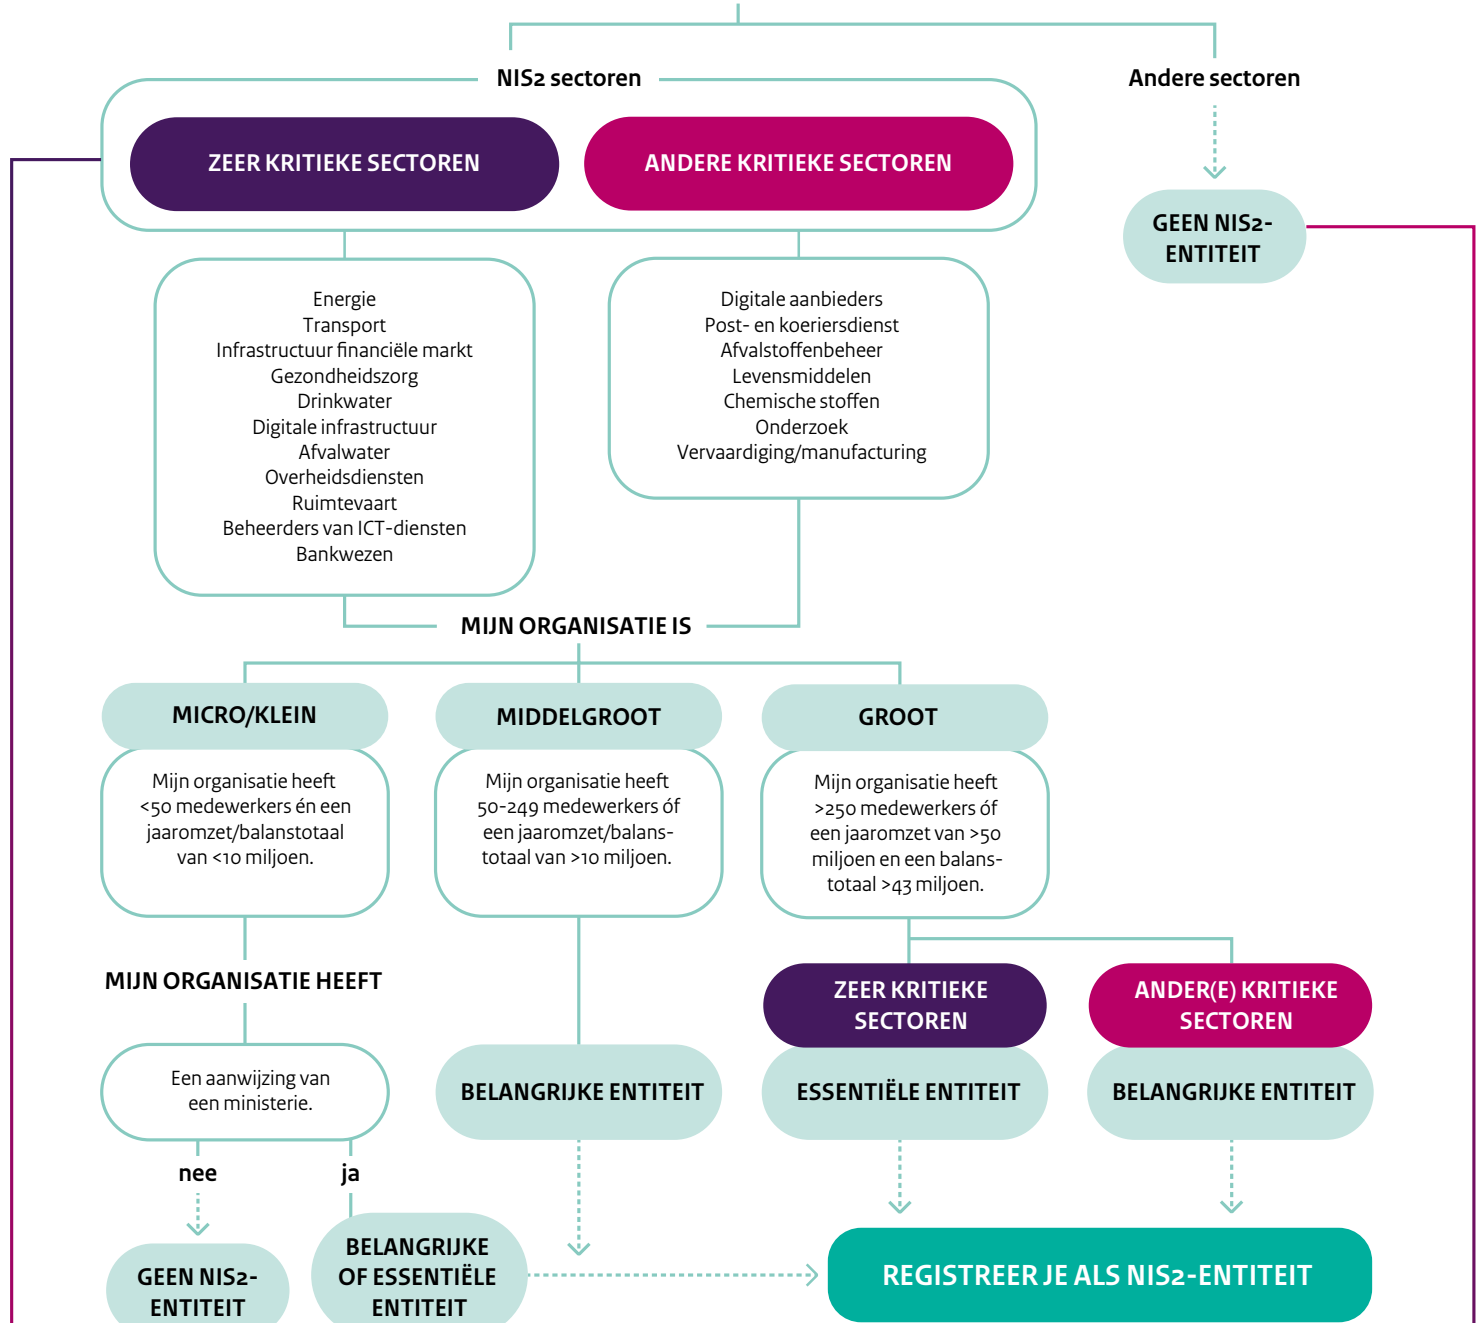 NIS2 sectoren
Andere sectoren
ZEER KRITIEKE SECTOREN
ANDERE KRITIEKE SECTOREN
GEEN NIS2-
ENTITEIT
Energie
Transport
Infrastructuur financiële markt
Gezondheidszorg
Drinkwater
Digitale infrastructuur
Afvalwater
Overheidsdiensten
Ruimtevaart
Beheerders van ICT-diensten
Bankwezen
Digitale aanbieders
Post- en koeriersdienst
Afvalstoffenbeheer
Levensmiddelen
Chemische stoffen
Onderzoek
Vervaardiging/manufacturing
MIJN ORGANISATIE IS
MICRO/KLEIN
Mijn organisatie heeft
<50 medewerkers én een
jaaromzet/balanstotaal
van <10 miljoen.
MIDDELGROOT
Mijn organisatie heeft
50-249 medewerkers óf
een jaaromzet/balans-
totaal van >10 miljoen.
GROOT
Mijn organisatie heeft
>250 medewerkers óf
een jaaromzet van >50
miljoen en een balans-
totaal >43 miljoen.
MIJN ORGANISATIE HEEFT
Een aanwijzing van
een ministerie.
nee
ja
GEEN NIS2-
ENTITEIT
BELANGRIJKE
OF ESSENTIËLE
ENTITEIT
BELANGRIJKE ENTITEIT
ZEER KRITIEKE
SECTOREN
ESSENTIËLE ENTITEIT
ANDER(E) KRITIEKE
SECTOREN
BELANGRIJKE ENTITEIT
REGISTREER JE ALS NIS2-ENTITEIT